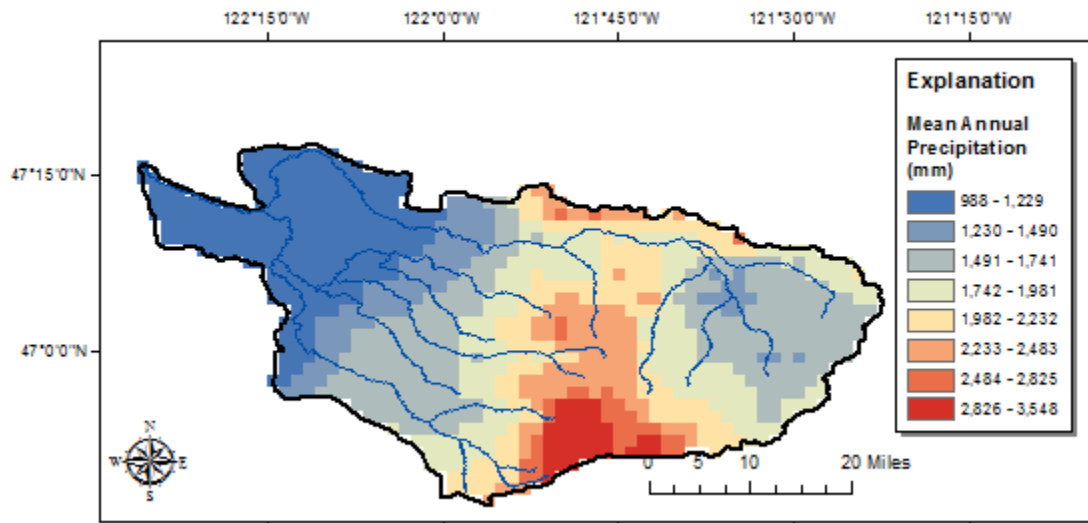 122°15'0"W 122°0'0"W 121°45'0"W 121°30'0"W 121°15'0"W
Explanation
Mean Annual
Precipitation
(mm)
988 - 1,229
1,230 - 1,490
1,491 - 1,741
1,742 - 1,981
1,982 - 2,232
2,233 - 2,483
2,484 - 2,825
2,826 - 3,548
47°15'0"N
47°0'0"N
N
W E
S
0 5 10 20 Miles